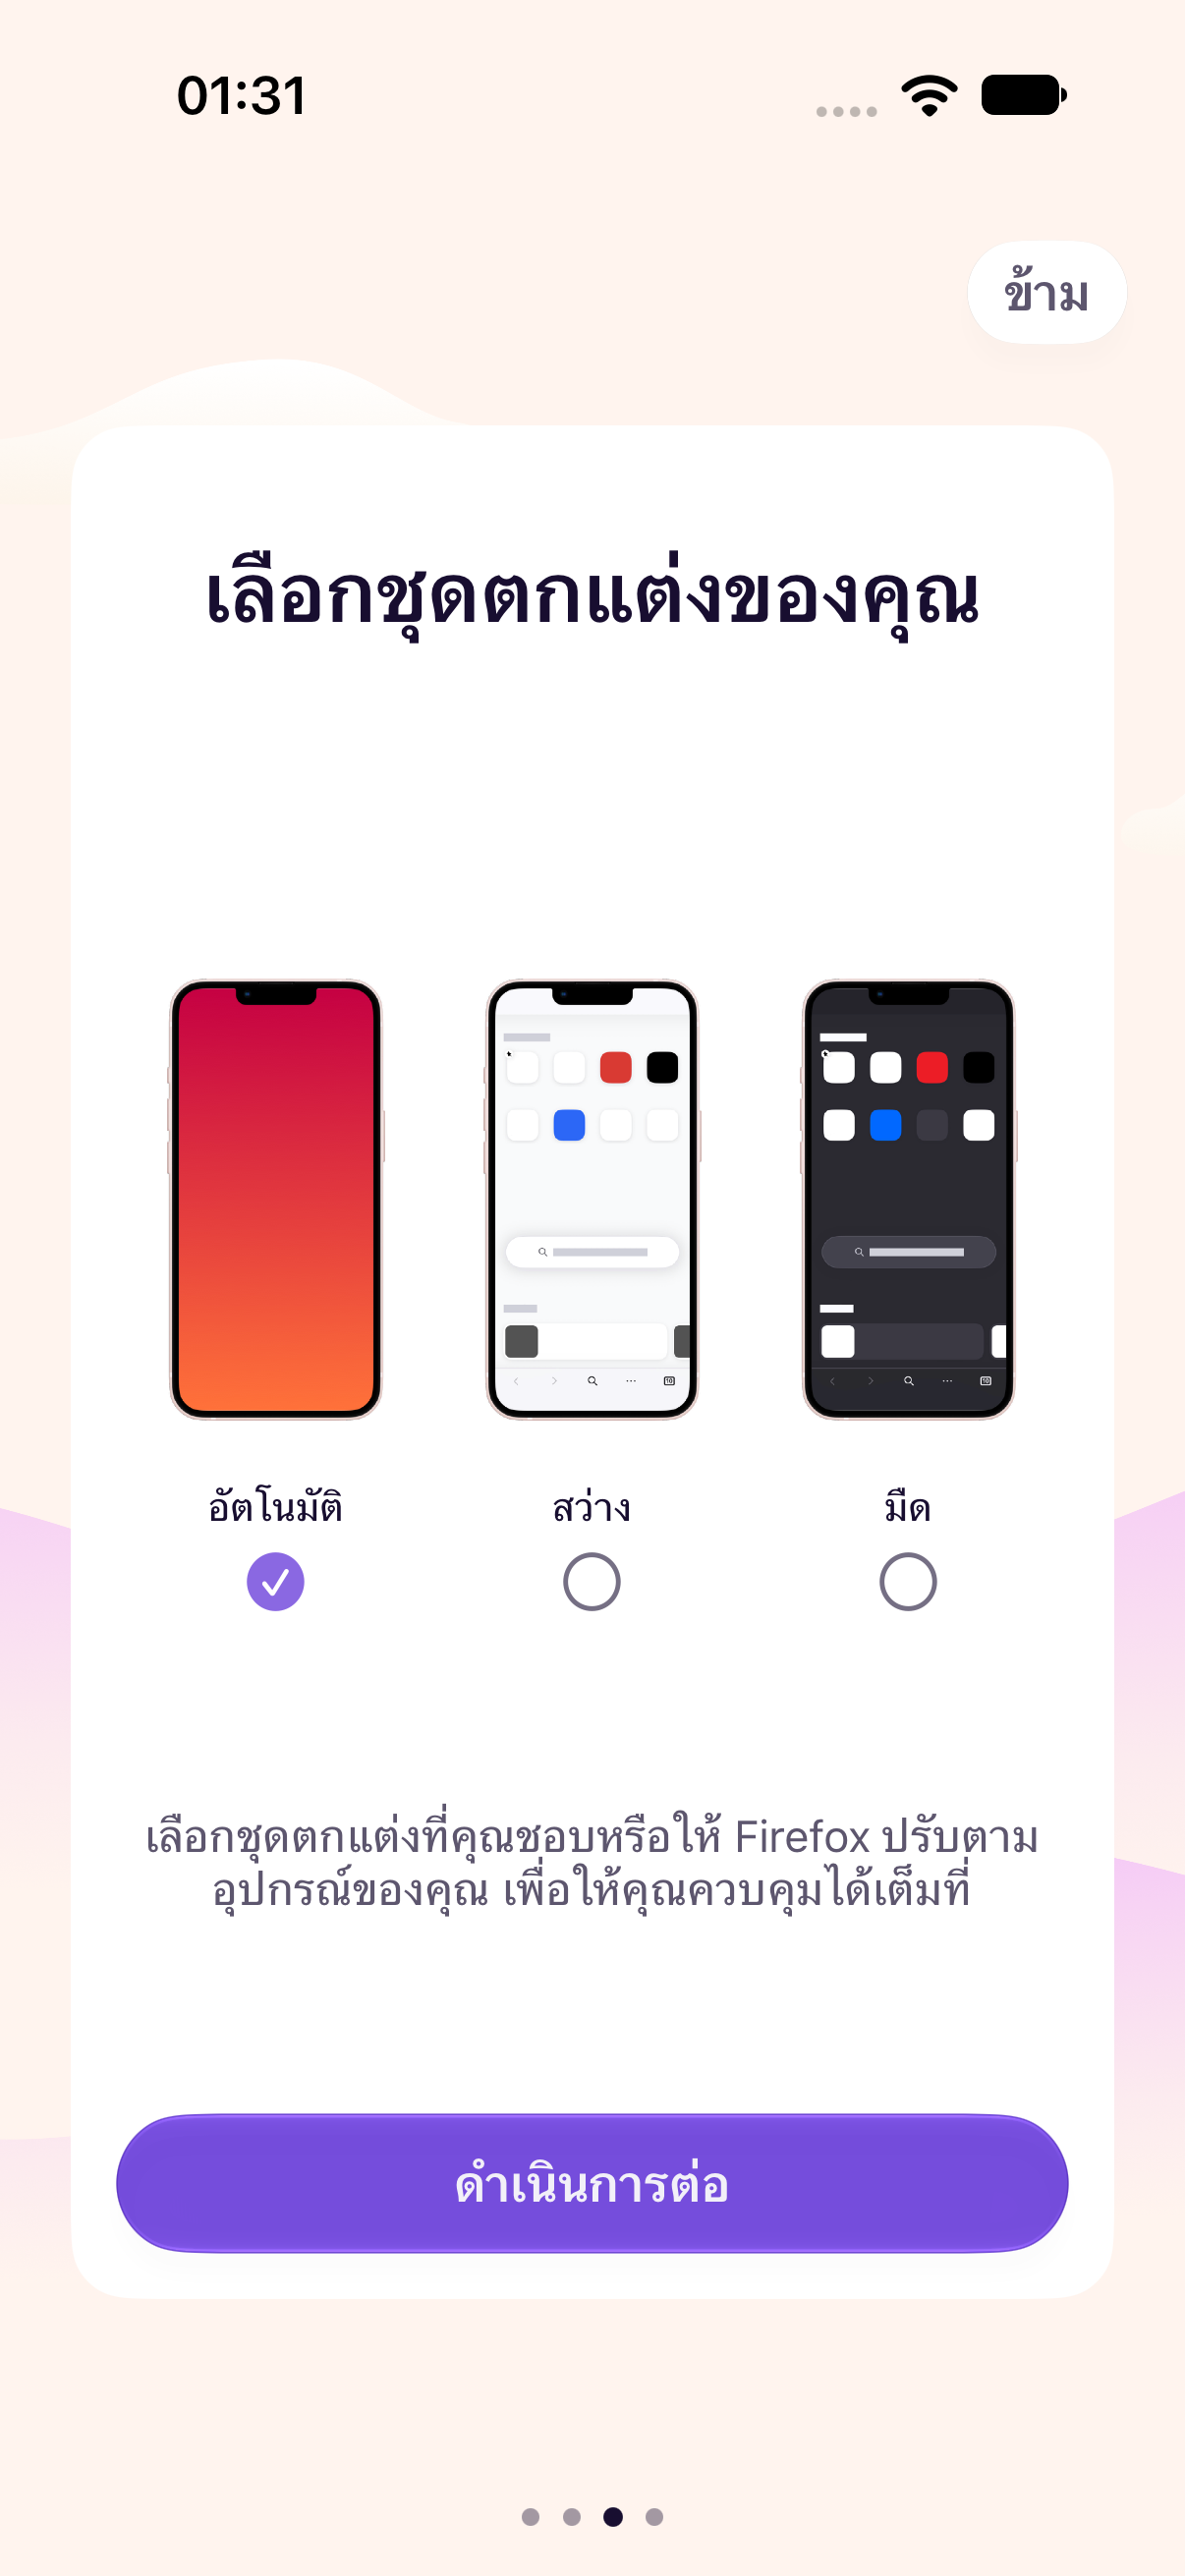 01:31
ข้าม
เลือกชุดตกแต่งของคุณ
อัตโนมัติ
สว่าง
มืด
เลือกชุดตกแต่งที่คุณชอบหรือให้ Firefox ปรับตาม
อุปกรณ์ของคุณ เพื่อให้คุณควบคุมได้เต็มที่
ดำเนินการต่อ